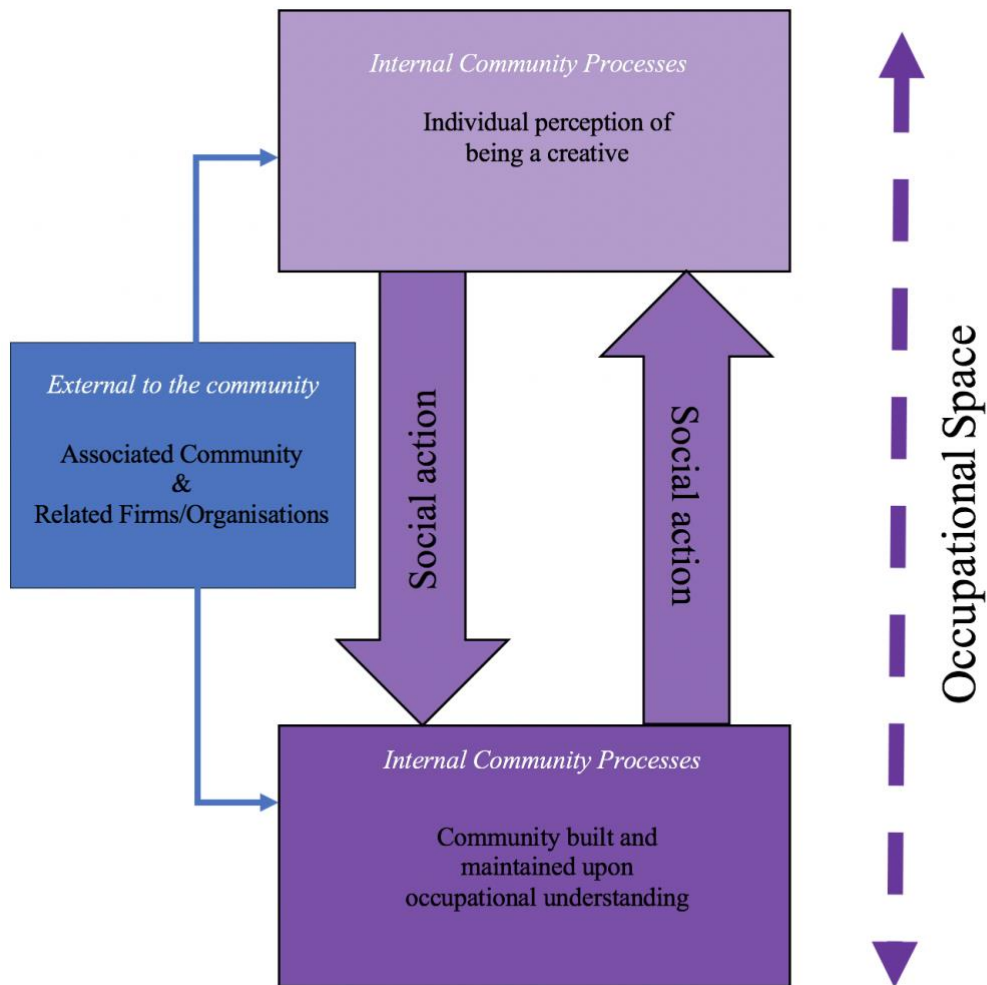 Internal Community Processes
Individual perception of
being a creative
External to the community
Associated Community
&
Related Firms/Organisations
Social action
Social action
Occupational Space
Internal Community Processes
Community built and
maintained upon
occupational understanding